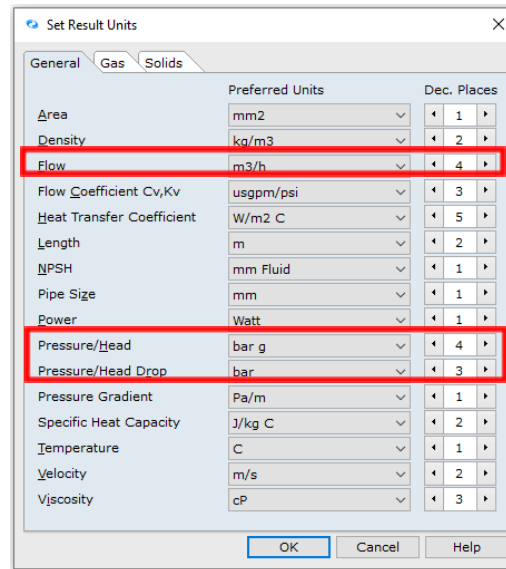 Set Result Units
General Gas Solids
Preferred Units Dec. Places
Area mm2 1
Density kg/m3 2
Flow m3/h 4
Flow Coefficient Cv,Kv usgpm/psi 3
Heat Transfer Coefficient W/m2 C 5
Length m 2
NPSH mm Fluid 1
Pipe Size mm 1
Power Watt 1
Pressure/Head bar g 4
Pressure/Head Drop bar 3
Pressure Gradient Pa/m 1
Specific Heat Capacity J/kg C 2
Temperature C 1
Velocity m/s 2
Viscosity cP 3
OK Cancel Help